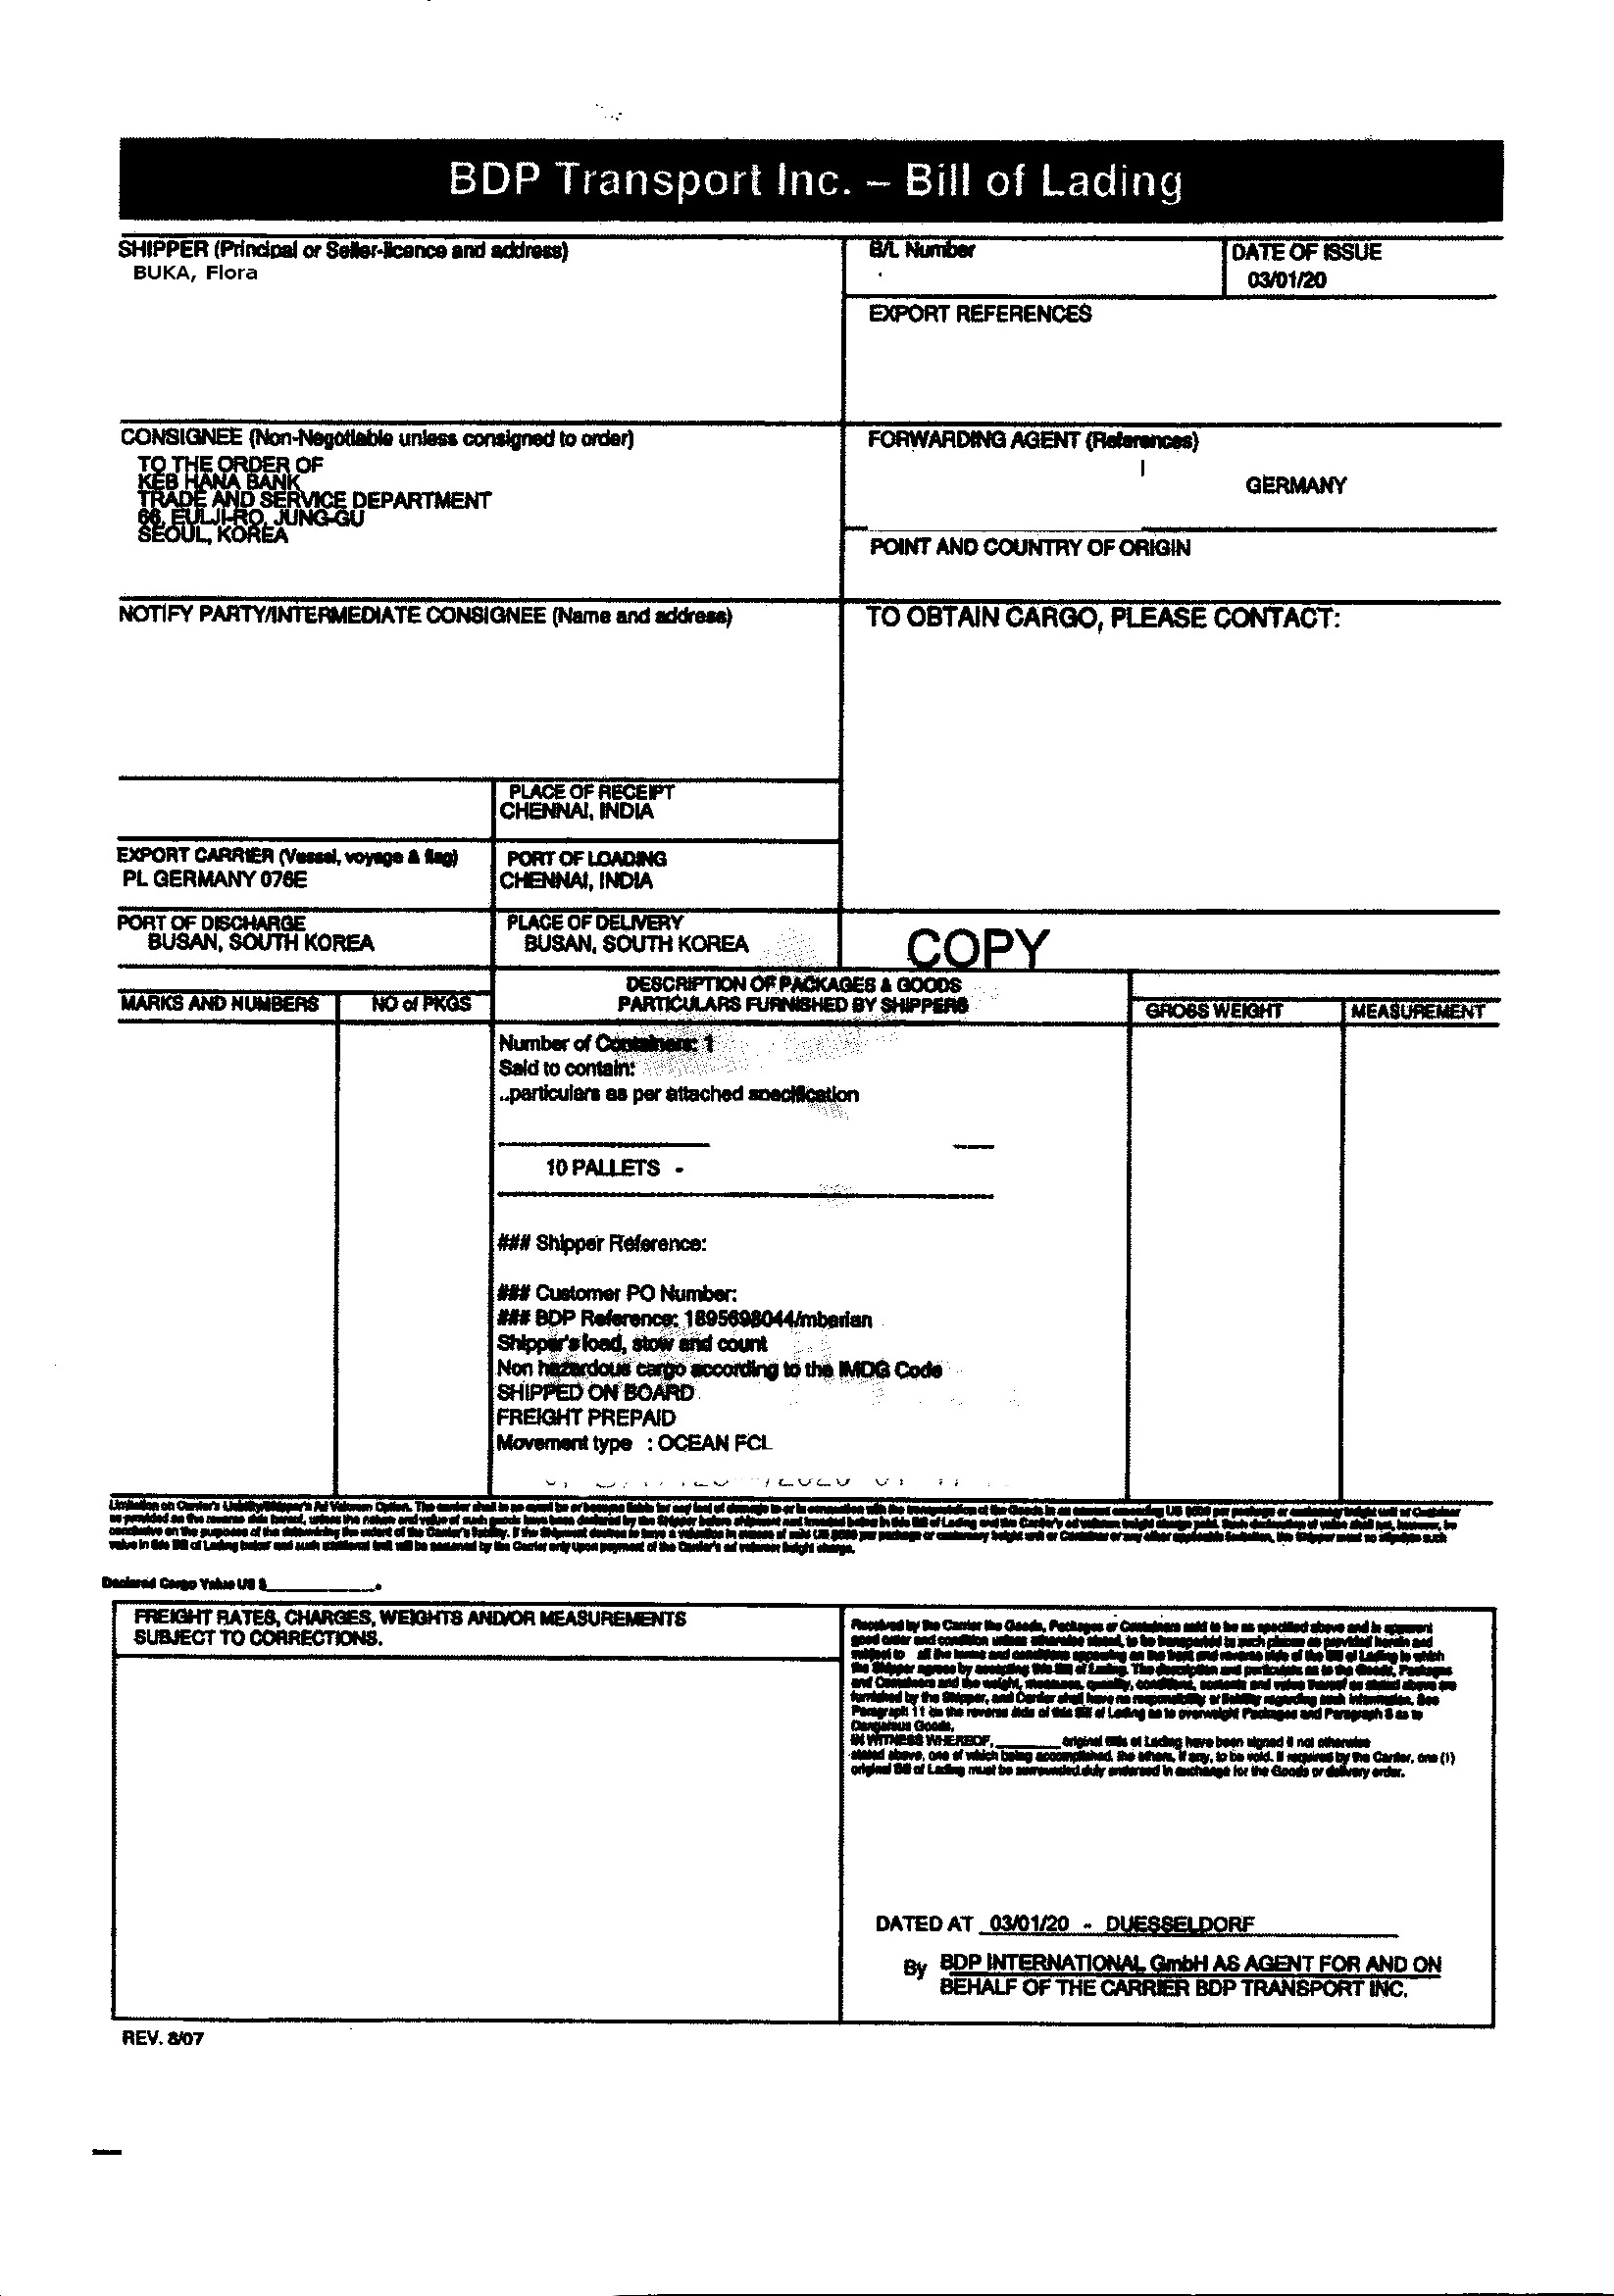 BDP Transport Inc. – Bill of Lading
SHIPPER (Principal or Seller-licence and address)
BUKA, Flora
B/L Number
DATE OF ISSUE
03/01/20
EXPORT REFERENCES
CONSIGNEE (Non-Negotiable unless consigned to order)
TO THE ORDER OF
KEB HANA BANK
TRADE AND SERVICE DEPARTMENT
66, EULJI-RO, JUNG-GU
SEOUL, KOREA
FORWARDING AGENT (References)
GERMANY
POINT AND COUNTRY OF ORIGIN
NOTIFY PARTY/INTERMEDIATE CONSIGNEE (Name and address)
TO OBTAIN CARGO, PLEASE CONTACT:
PLACE OF RECEIPT
CHENNAI, INDIA
EXPORT CARRIER (Vessel, voyage & flag)
PL GERMANY 076E
PORT OF LOADING
CHENNAI, INDIA
PORT OF DISCHARGE
BUSAN, SOUTH KOREA
PLACE OF DELIVERY
BUSAN, SOUTH KOREA
COPY
MARKS AND NUMBERS
NO of PKGS
DESCRIPTION OF PACKAGES & GOODS
PARTICULARS FURNISHED BY SHIPPERS
GROSS WEIGHT
MEASUREMENT
Number of Containers: 1
Said to contain:
..particulars as per attached specification
10 PALLETS -
### Shipper Reference:
### Customer PO Number:
### BDP Reference: 1895698044/mberian
Shipper's load, stow and count
Non hazardous cargo according to the IMDG Code
SHIPPED ON BOARD
FREIGHT PREPAID
Movement type : OCEAN FCL
Declared Cargo Value US $
FREIGHT RATES, CHARGES, WEIGHTS AND/OR MEASUREMENTS
SUBJECT TO CORRECTIONS.
Received by the Carrier the Goods, Packages or Containers said to be as specified above and in apparent
good order and condition unless otherwise stated, to be transported to such places as provided herein and
subject to all the terms and conditions appearing on the front and reverse side of the Bill of Lading to which
the Shipper agrees by accepting this Bill of Lading. The description and particulars as to the Goods, Packages
and Containers and the weight, measures, quantity, conditions, contents and value thereof as stated above are
furnished by the Shipper, and Carrier shall have no responsibility or liability regarding such information. See
Paragraph 11 on the reverse side of this Bill of Lading as to overweight Packages and Paragraph 8 as to
Dangerous Goods.
IN WITNESS WHEREOF, original Bills of Lading have been signed if not otherwise
stated above, one of which being accomplished, the others, if any, to be void. If required by the Carrier, one (1)
original Bill of Lading must be surrendered duly endorsed in exchange for the Goods or delivery order.
DATED AT 03/01/20 - DUESSELDORF
By BDP INTERNATIONAL GmbH AS AGENT FOR AND ON
BEHALF OF THE CARRIER BDP TRANSPORT INC.
REV. 8/07